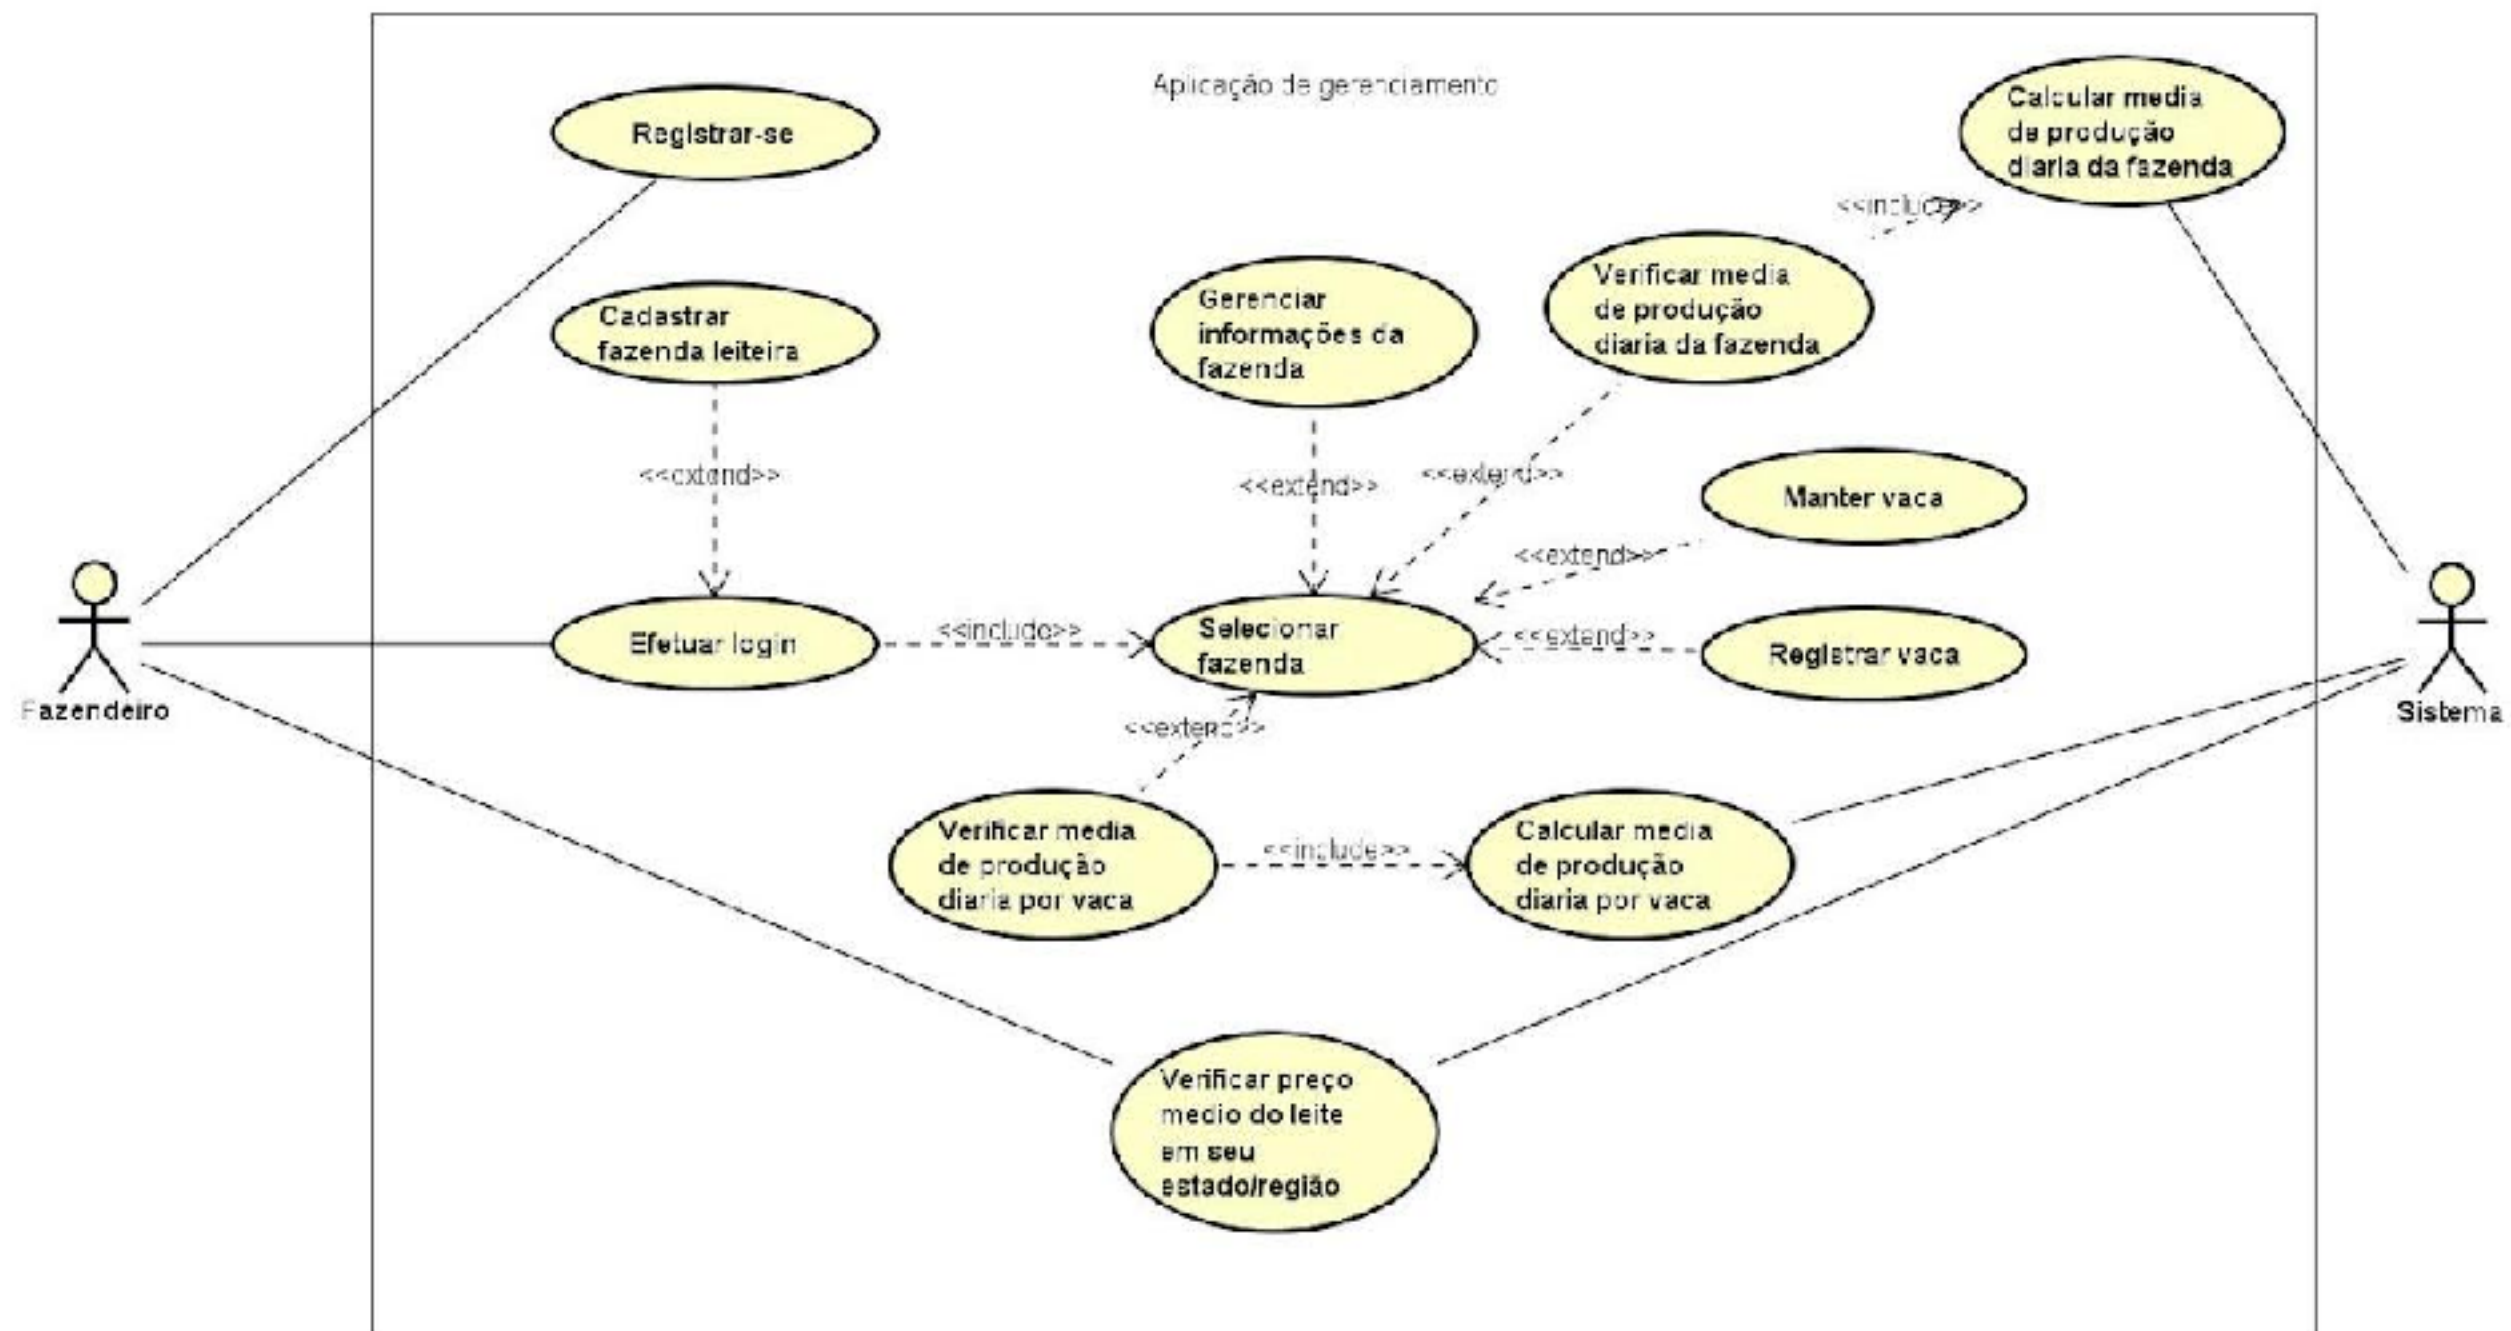 Aplicação de gerenciamento
Registrar-se
Calcular media
de produção
diaria da fazenda
<<include>>
Cadastrar
fazenda leiteira
Gerenciar
informações da
fazenda
Verificar media
de produção
diaria da fazenda
<<extend>>
<<extend>>
<<extend>>
Manter vaca
<<extend>>
Efetuar login
<<include>>
Selecionar
fazenda
<<extend>>
Registrar vaca
Fazendeiro
Sistema
<<extend>>
Verificar media
de produção
diaria por vaca
<<include>>
Calcular media
de produção
diaria por vaca
Verificar preço
medio do leite
em seu
estado/região